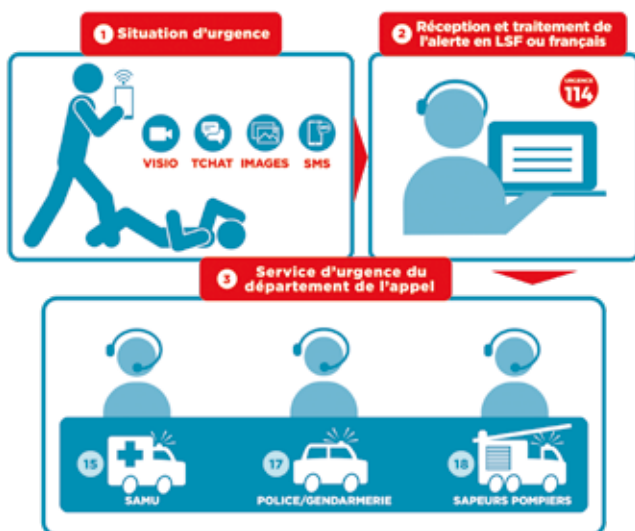 1 Situation d'urgence
VISIO TCHAT IMAGES SMS
2 Réception et traitement de
l'alerte en LSF ou français
URGENCE
114
3 Service d'urgence du
département de l'appel
15
SAMU
17
POLICE/GENDARMERIE
18
SAPEURS POMPIERS